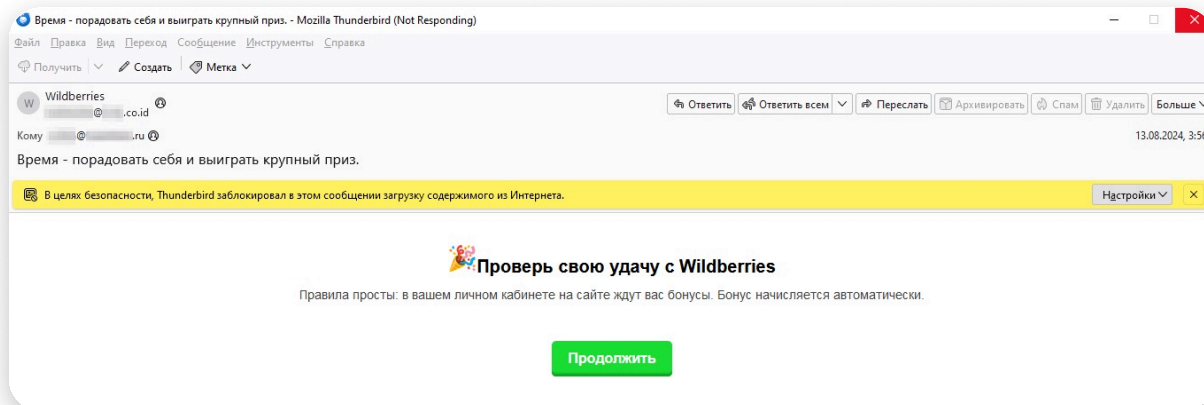 Время - порадовать себя и выиграть крупный приз. - Mozilla Thunderbird (Not Responding)
Файл Правка Вид Переход Сообщение Инструменты Справка
Получить Создать Метка
W Wildberries
@ .co.id
Ответить Ответить всем Переслать Архивировать Спам Удалить Больше
Кому @ .ru
13.08.2024, 3:56
Время - порадовать себя и выиграть крупный приз.
В целях безопасности, Thunderbird заблокировал в этом сообщении загрузку содержимого из Интернета. Настройки
Проверь свою удачу с Wildberries
Правила просты: в вашем личном кабинете на сайте ждут вас бонусы. Бонус начисляется автоматически.
Продолжить